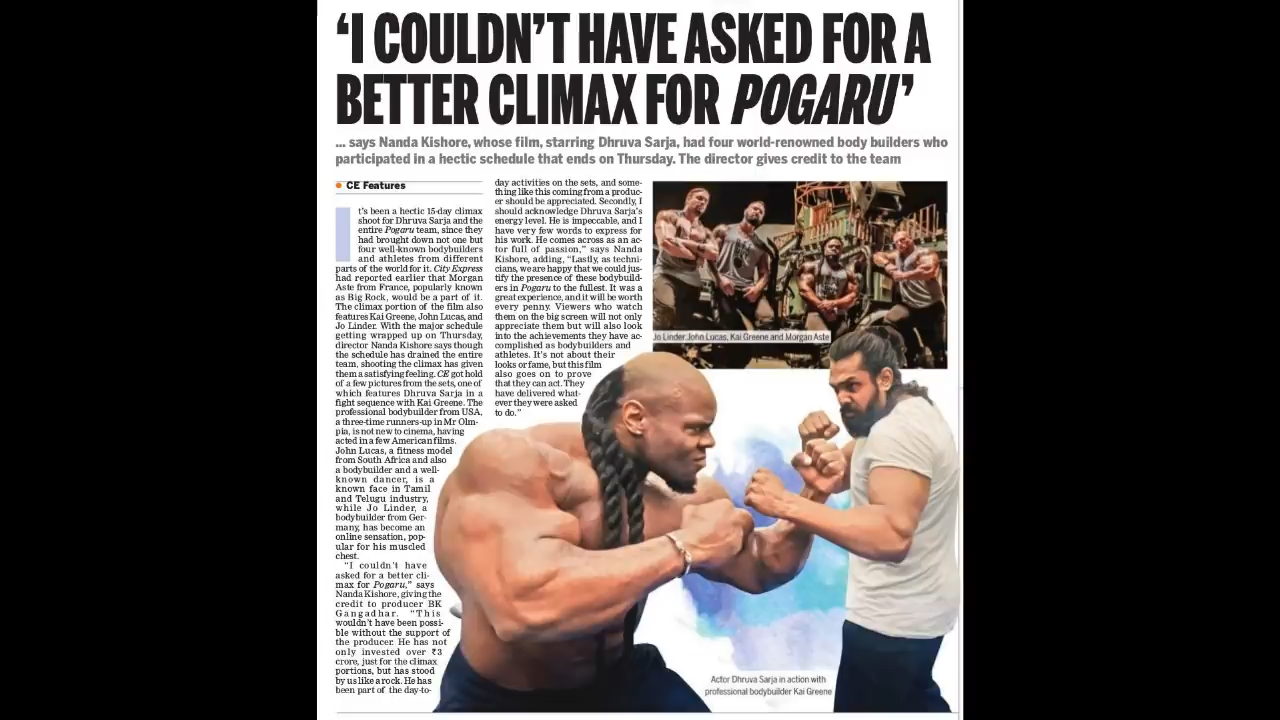 ‘I COULDN’T HAVE ASKED FOR A
BETTER CLIMAX FOR POGARU’
... says Nanda Kishore, whose film, starring Dhruva Sarja, had four world-renowned body builders who
participated in a hectic schedule that ends on Thursday. The director gives credit to the team
CE Features
It’s been a hectic 15-day climax
shoot for Dhruva Sarja and the
entire Pogaru team, since they
had brought down not one but
four well-known bodybuilders
and athletes from different
parts of the world for it. City Express
had reported earlier that Morgan
Aste from France, popularly known
as Big Rock, would be a part of it.
The climax portion of the film also
features Kai Greene, John Lucas, and
Jo Linder. With the major schedule
getting wrapped up on Thursday,
director Nanda Kishore says though
the schedule has drained the entire
team, shooting the climax has given
them a satisfying feeling. CE got hold
of a few pictures from the sets, one of
which features Dhruva Sarja in a
fight sequence with Kai Greene. The
professional bodybuilder from USA,
a three-time runners-up in Mr Olm-
pia, is not new to cinema, having
acted in a few American films.
John Lucas, a fitness model
from South Africa and also
a bodybuilder and a well-
known dancer, is a
known face in Tamil
and Telugu industry,
while Jo Linder, a
bodybuilder from Ger-
many, has become an
online sensation, pop-
ular for his muscled
chest.
“I couldn’t have
asked for a better cli-
max for Pogaru,” says
Nanda Kishore, giving the
credit to producer BK
Gangadhar. “This
wouldn’t have been possi-
ble without the support of
the producer. He has not
only invested over ₹3
crore, just for the climax
portions, but has stood
by us like a rock. He has
been part of the day-to-
day activities on the sets, and some-
thing like this coming from a produc-
er should be appreciated. Secondly, I
should acknowledge Dhruva Sarja’s
energy level. He is impeccable, and I
have very few words to express for
his work. He comes across as an ac-
tor full of passion,” says Nanda
Kishore, adding, “Lastly, as techni-
cians, we are happy that we could jus-
tify the presence of these bodybuild-
ers in Pogaru to the fullest. It was a
great experience, and it will be worth
every penny. Viewers who watch
them on the big screen will not only
appreciate them but will also look
into the achievements they have ac-
complished as bodybuilders and
athletes. It’s not about their
looks or fame, but this film
also goes on to prove
that they can act. They
have delivered what-
ever they were asked
to do.”
Jo Linder,John Lucas, Kai Greene and Morgan Aste
Actor Dhruva Sarja in action with
professional bodybuilder Kai Greene